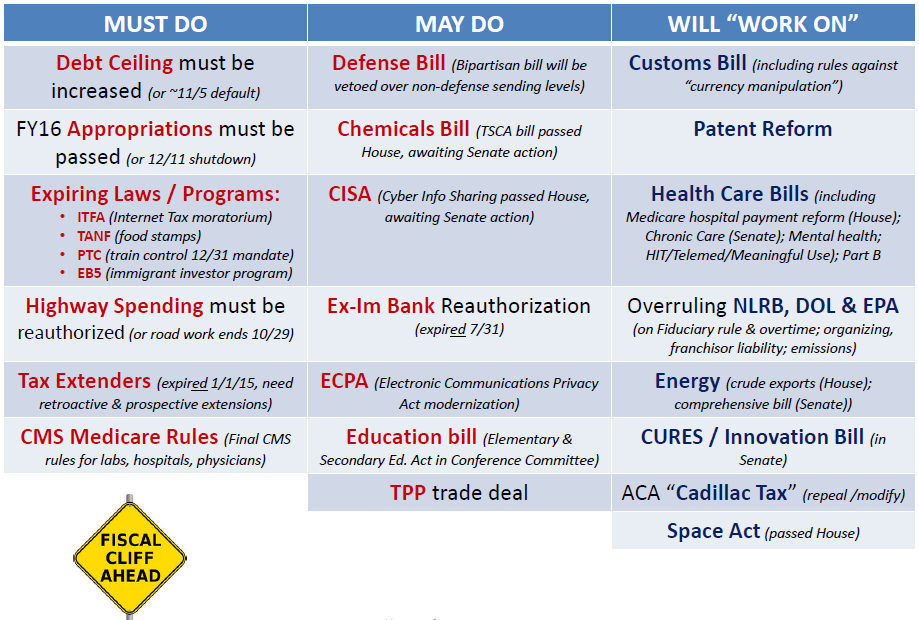 MUST DO
MAY DO
WILL “WORK ON”
Debt Ceiling must be
increased (or ~11/5 default)
Defense Bill (Bipartisan bill will be
vetoed over non-defense sending levels)
Customs Bill (including rules against
“currency manipulation”)
FY16 Appropriations must be
passed (or 12/11 shutdown)
Chemicals Bill (TSCA bill passed
House, awaiting Senate action)
Patent Reform
Expiring Laws / Programs:
• ITFA (Internet Tax moratorium)
• TANF (food stamps)
• PTC (train control 12/31 mandate)
• EB5 (immigrant investor program)
CISA (Cyber Info Sharing passed House,
awaiting Senate action)
Health Care Bills (including
Medicare hospital payment reform (House);
Chronic Care (Senate); Mental health;
HIT/Telemed/Meaningful Use); Part B
Highway Spending must be
reauthorized (or road work ends 10/29)
Ex-Im Bank Reauthorization
(expired 7/31)
Overruling NLRB, DOL & EPA
(on Fiduciary rule & overtime; organizing,
franchisor liability; emissions)
Tax Extenders (expired 1/1/15, need
retroactive & prospective extensions)
ECPA (Electronic Communications Privacy
Act modernization)
Energy (crude exports (House);
comprehensive bill (Senate))
CMS Medicare Rules (Final CMS
rules for labs, hospitals, physicians)
Education bill (Elementary &
Secondary Ed. Act in Conference Committee)
CURES / Innovation Bill (in
Senate)
TPP trade deal
ACA “Cadillac Tax” (repeal /modify)
Space Act (passed House)
FISCAL
CLIFF
AHEAD